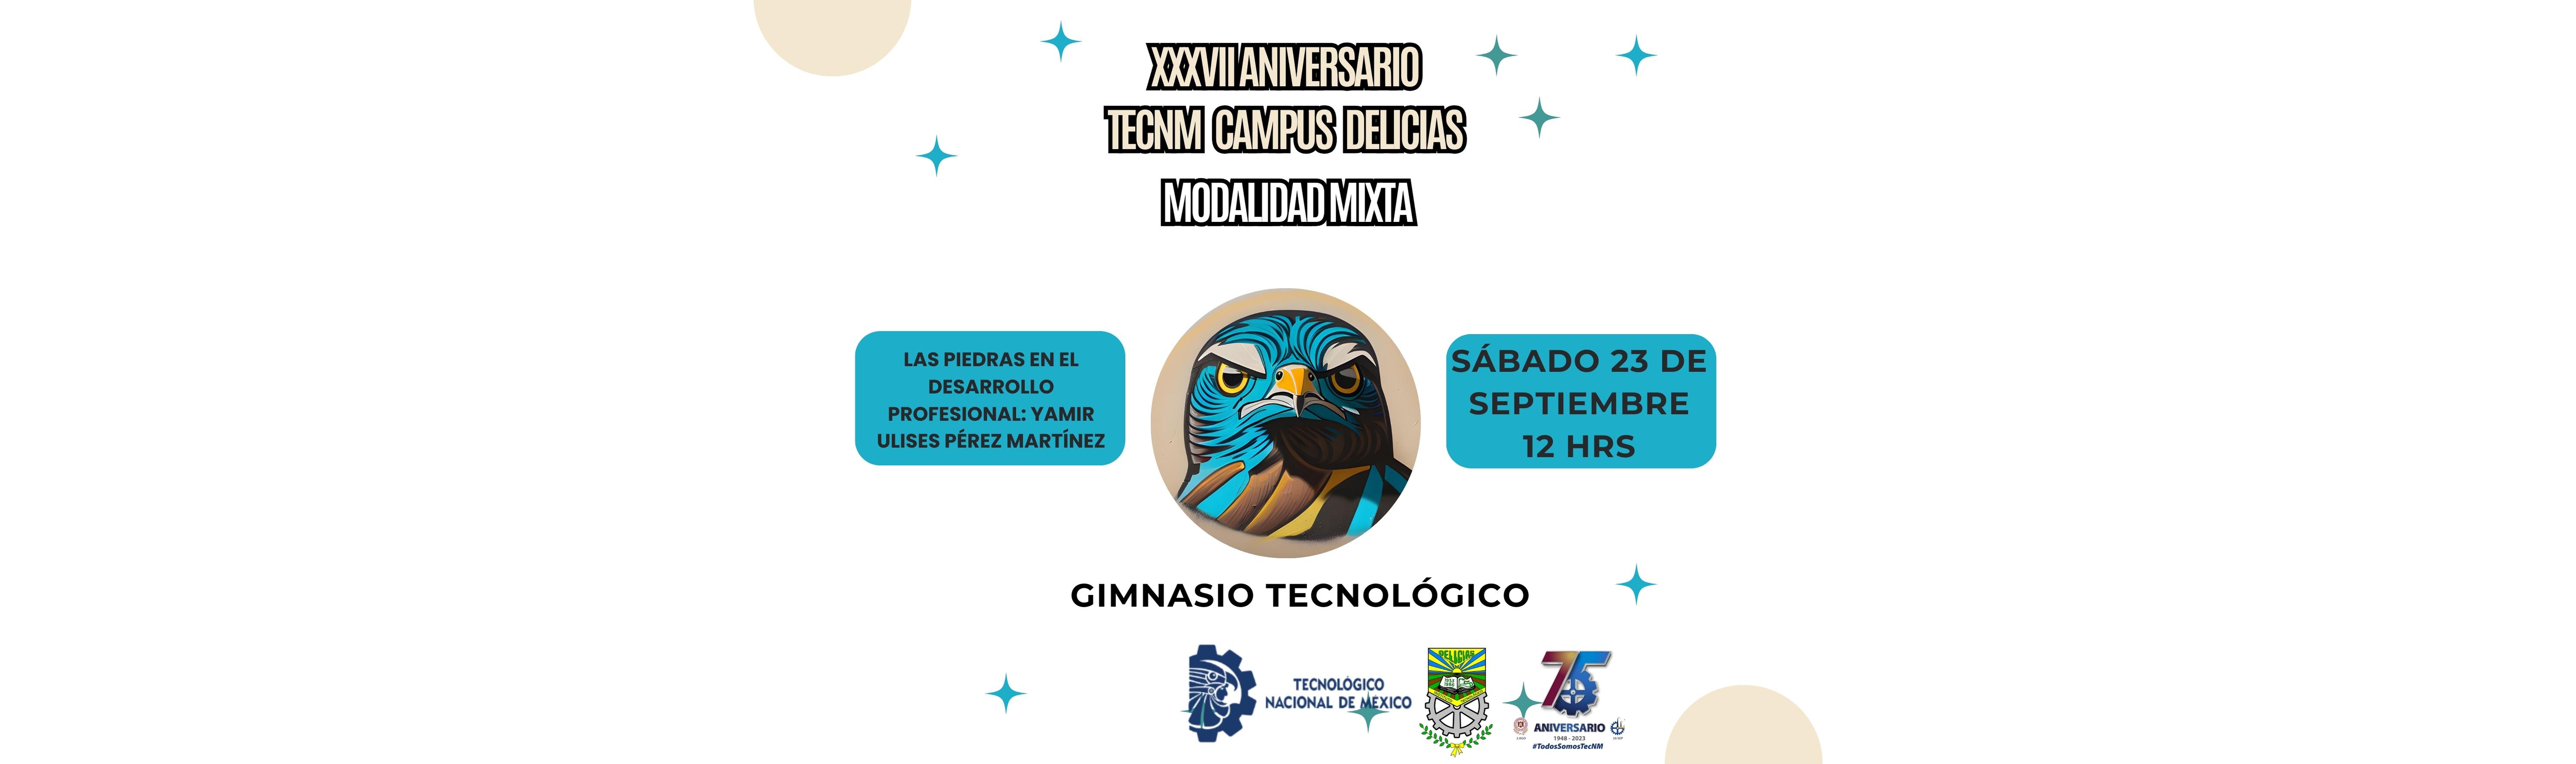 XXXVII ANIVERSARIO
TECNM CAMPUS DELICIAS
MODALIDAD MIXTA
LAS PIEDRAS EN EL
DESARROLLO
PROFESIONAL: YAMIR
ULISES PÉREZ MARTÍNEZ
SÁBADO 23 DE
SEPTIEMBRE
12 HRS
GIMNASIO TECNOLÓGICO
TECNOLÓGICO
NACIONAL DE MÉXICO
DELICIAS
75
ANIVERSARIO
1948 - 2023
#TodosSomosTecNM